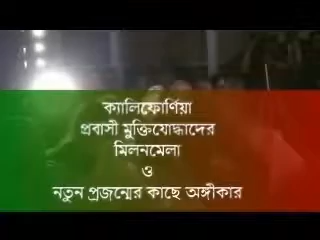 ক্যালিফোর্ণিয়া
প্রবাসী মুক্তিযোদ্ধাদের
মিলনমেলা
ও
নতুন প্রজন্মের কাছে অঙ্গীকার